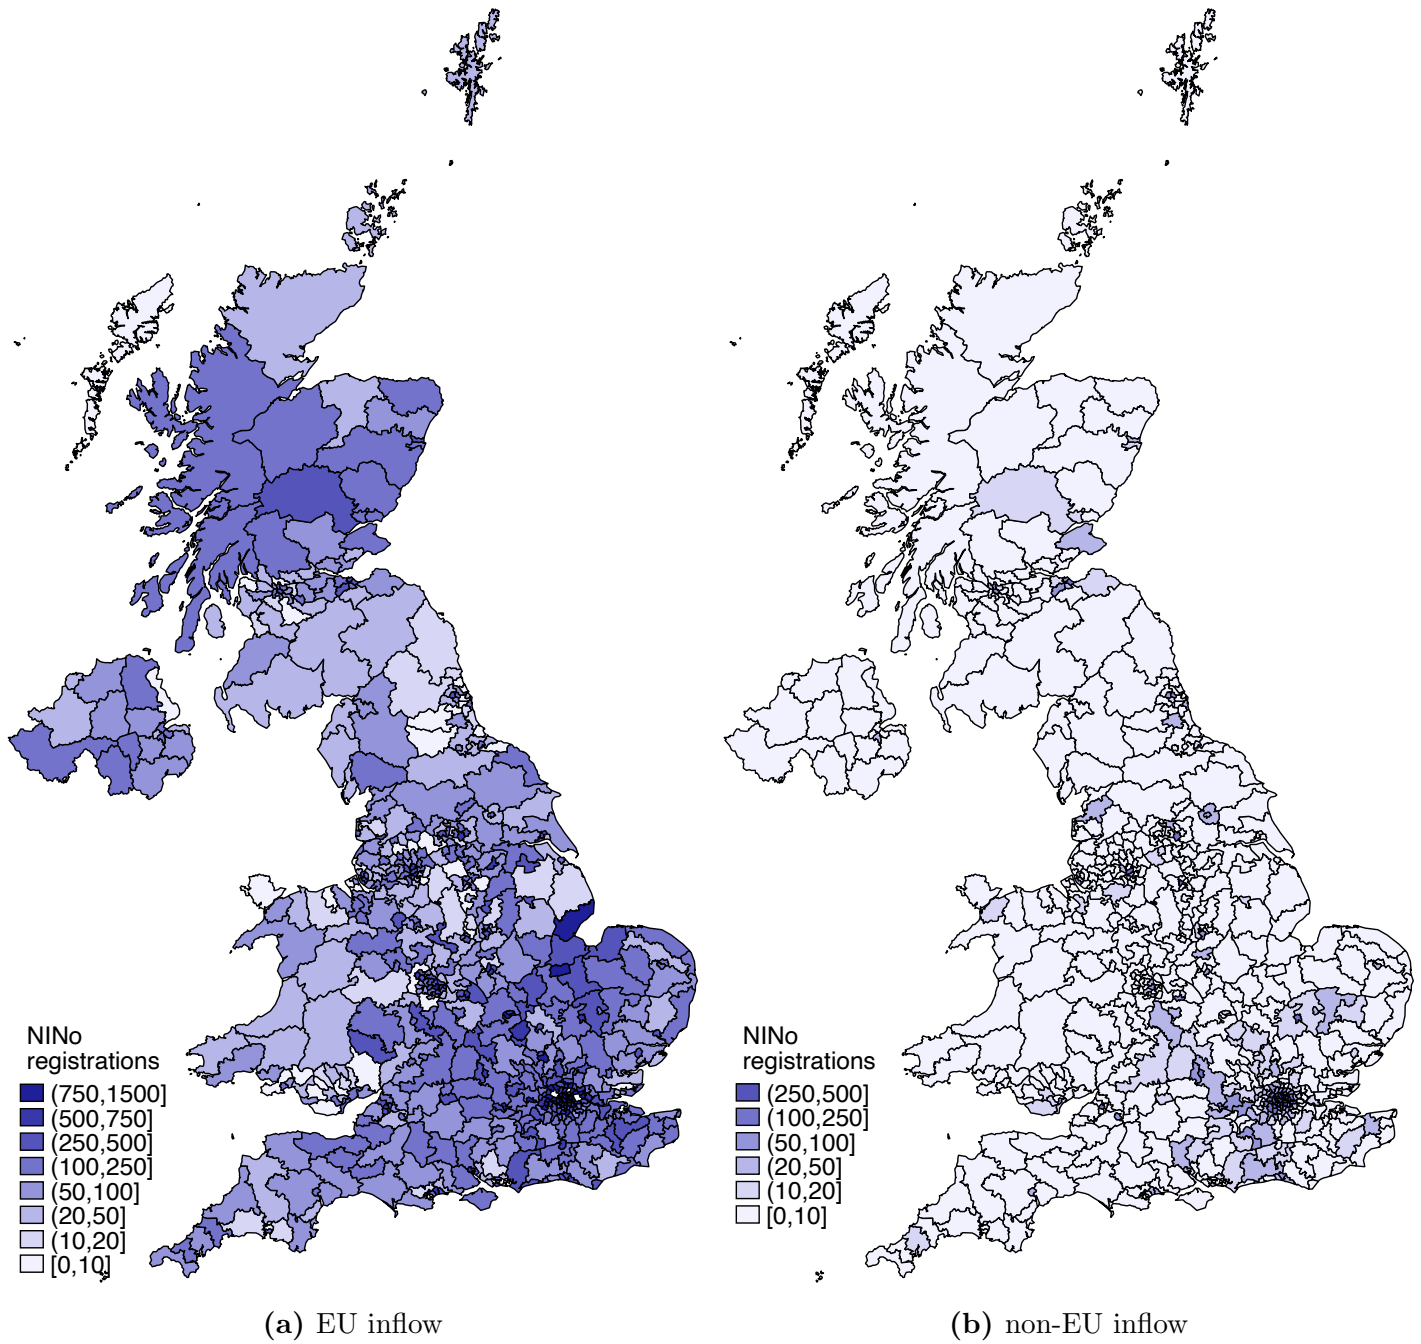 NINo
registrations
(750,1500]
(500,750]
(250,500]
(100,250]
(50,100]
(20,50]
(10,20]
[0,10]
(a) EU inflow
NINo
registrations
(250,500]
(100,250]
(50,100]
(20,50]
(10,20]
[0,10]
(b) non-EU inflow